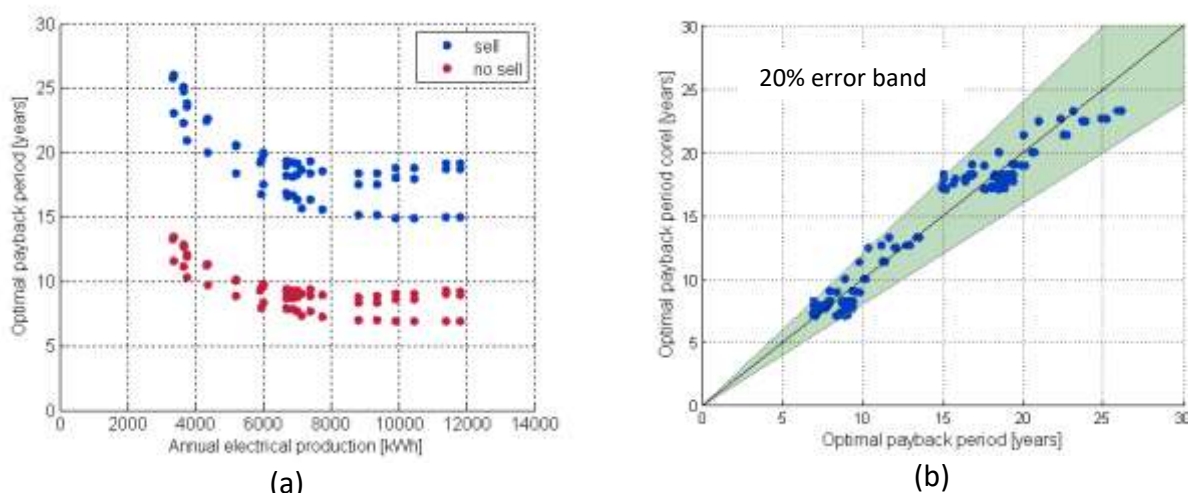 30
25
20
15
10
5
0
Optimal payback period [years]
sell
no sell
0 2000 4000 6000 8000 10000 12000 14000
Annual electrical production [kWh]
(a)
30
25
20
15
10
5
0
Optimal payback period corel [years]
20% error band
0 5 10 15 20 25 30
Optimal payback period [years]
(b)